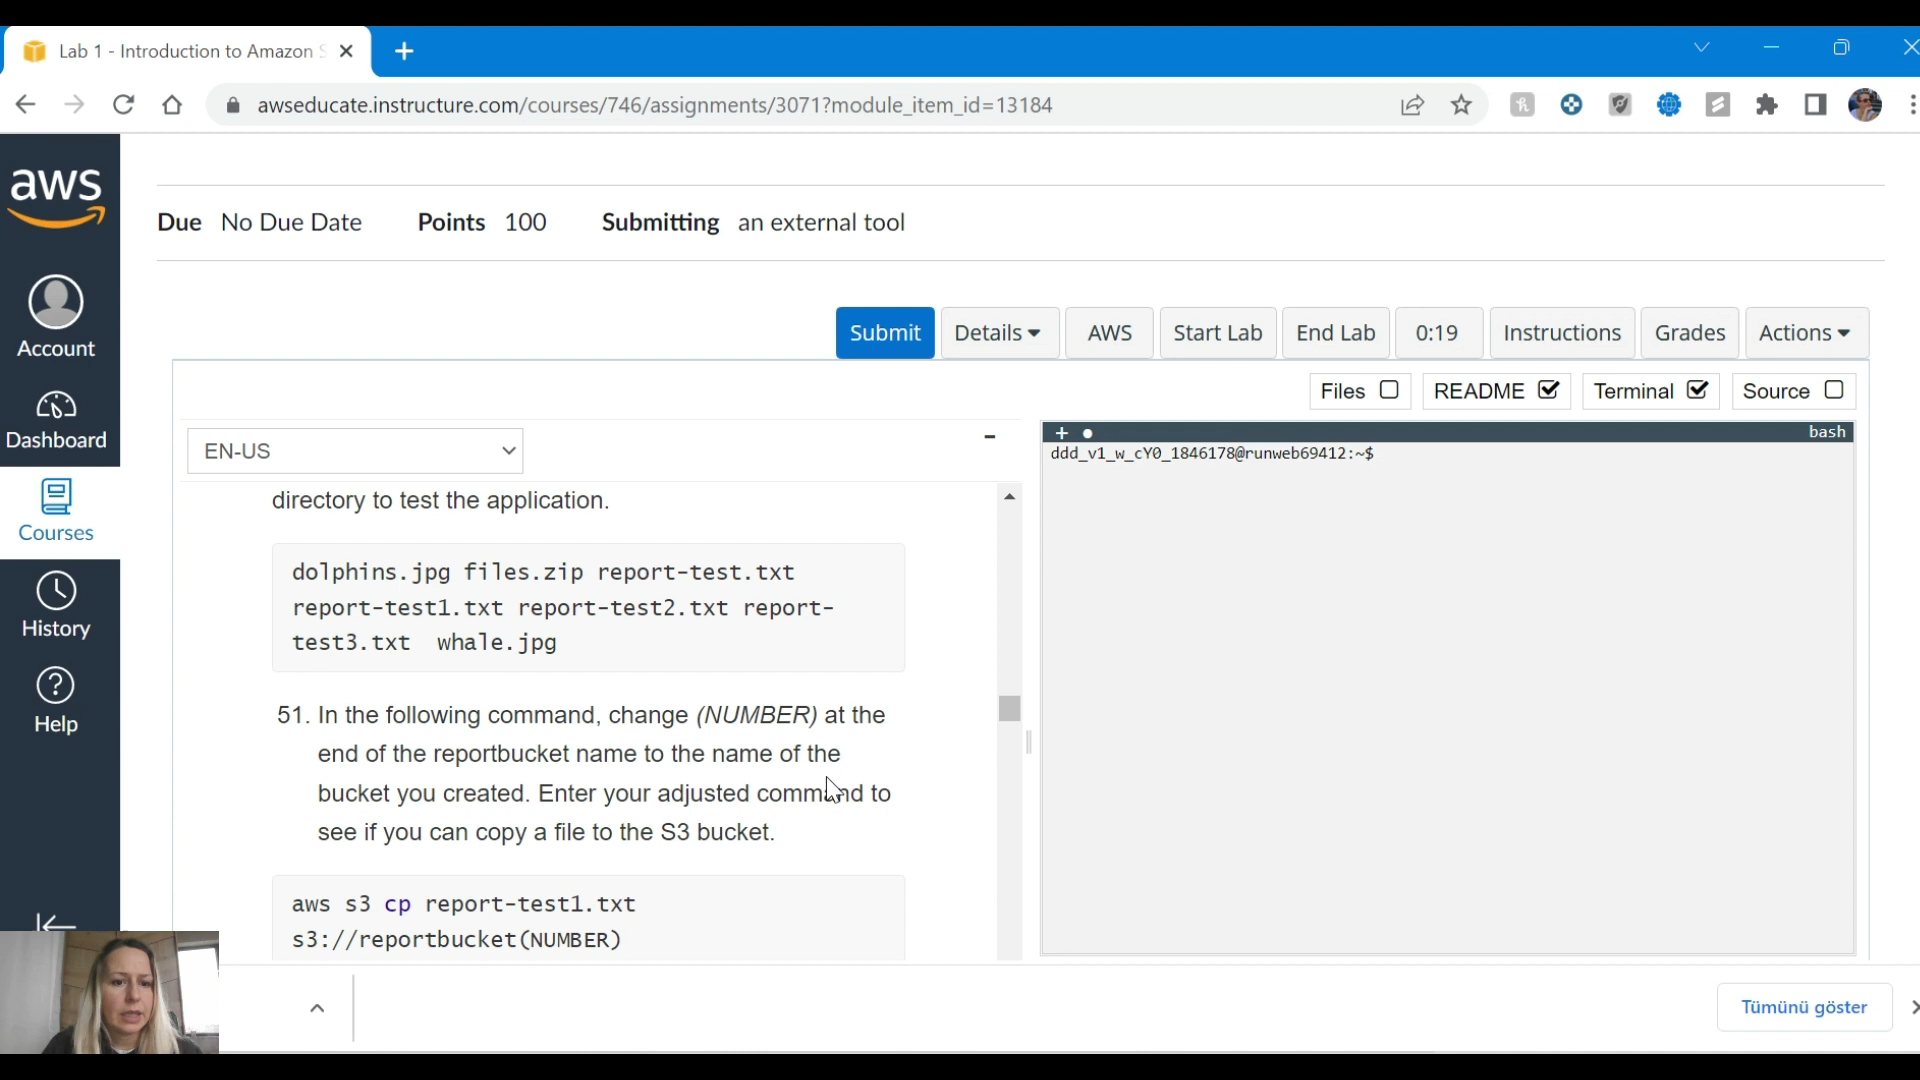 Lab 1 - Introduction to Amazon S
awseducate.instructure.com/courses/746/assignments/3071?module_item_id=13184
aws
Account
Dashboard
Courses
History
Help
Due No Due Date Points 100 Submitting an external tool
Submit Details AWS Start Lab End Lab 0:19 Instructions Grades Actions
Files README Terminal Source
EN-US
directory to test the application.
dolphins.jpg files.zip report-test.txt
report-test1.txt report-test2.txt report-
test3.txt whale.jpg
51. In the following command, change (NUMBER) at the
end of the reportbucket name to the name of the
bucket you created. Enter your adjusted command to
see if you can copy a file to the S3 bucket.
aws s3 cp report-test1.txt
s3://reportbucket(NUMBER)
bash
ddd_v1_w_cY0_1846178@runweb69412:~$
Tümünü göster